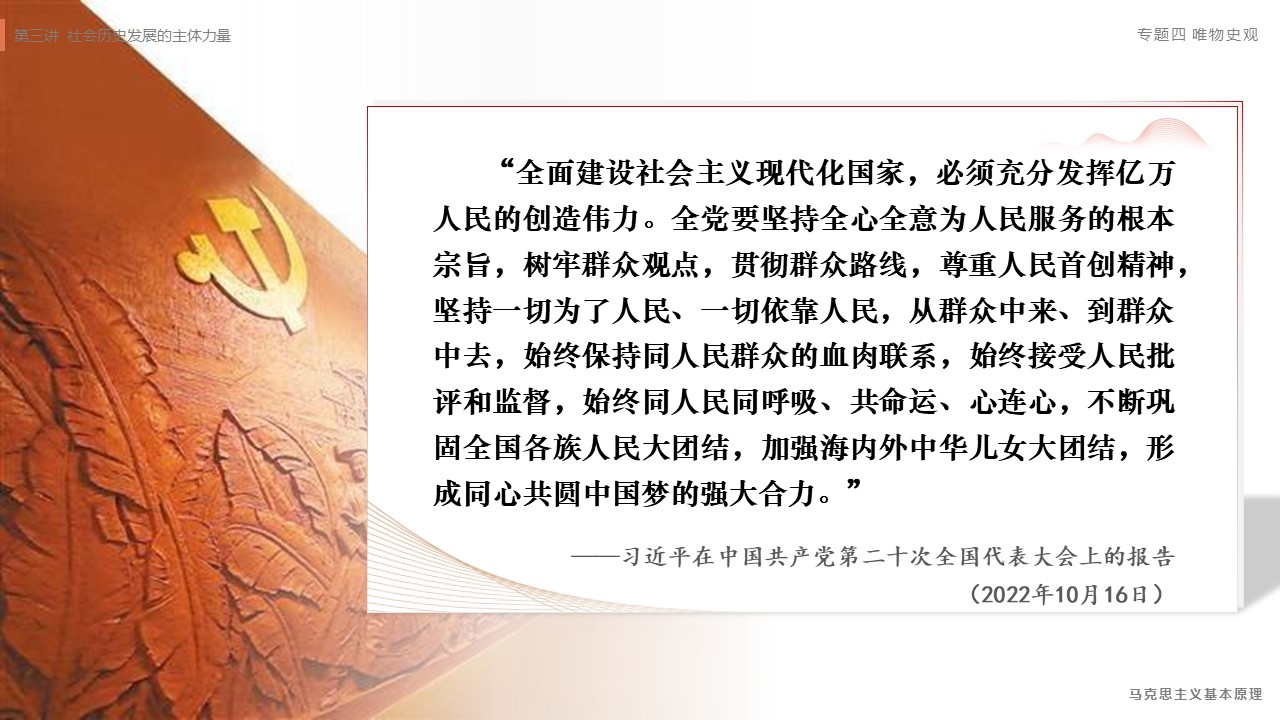 第三讲 社会历史发展的主体力量
专题四 唯物史观
“全面建设社会主义现代化国家，必须充分发挥亿万
人民的创造伟力。全党要坚持全心全意为人民服务的根本
宗旨，树牢群众观点，贯彻群众路线，尊重人民首创精神，
坚持一切为了人民、一切依靠人民，从群众中来、到群众
中去，始终保持同人民群众的血肉联系，始终接受人民批
评和监督，始终同人民同呼吸、共命运、心连心，不断巩
固全国各族人民大团结，加强海内外中华儿女大团结，形
成同心共圆中国梦的强大合力。”
——习近平在中国共产党第二十次全国代表大会上的报告
（2022年10月16日）
马克思主义基本原理